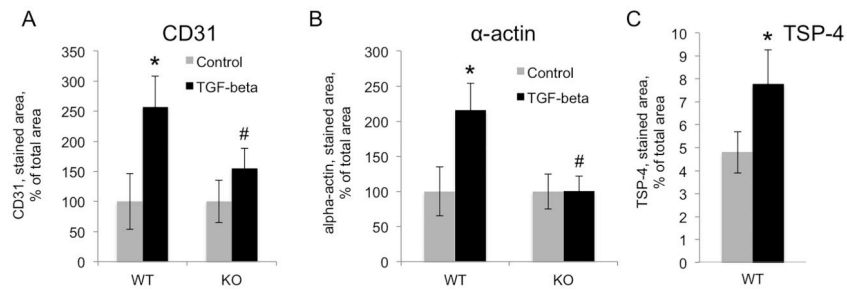 A
CD31
CD31, stained area,
% of total area
350
300
250
200
150
100
50
0
*
#
Control
TGF-beta
WT
KO
B
α-actin
alpha-actin, stained area,
% of total area
300
250
200
150
100
50
0
*
#
Control
TGF-beta
WT
KO
C
TSP-4
TSP-4, stained area,
% of total area
10
9
8
7
6
5
4
3
2
1
0
*
WT